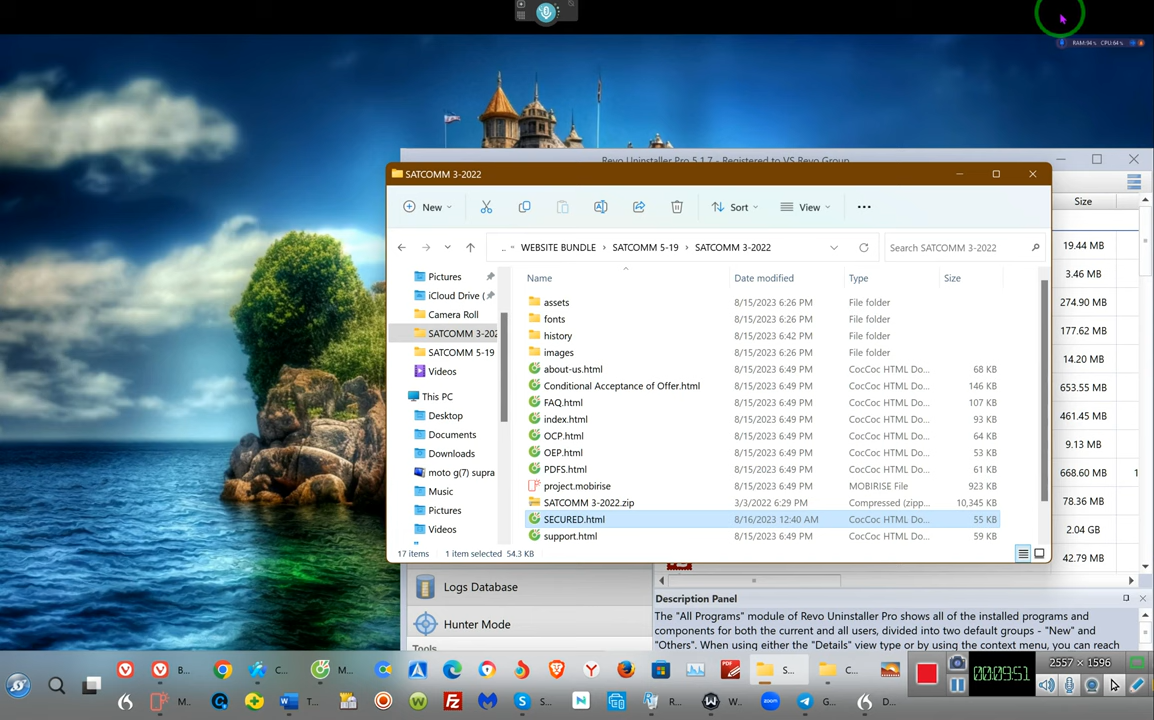 RAM:94% CPU:64%
Revo Uninstaller Pro 5.1.7 - Registered to VS Revo Group
SATCOMM 3-2022
New
Sort
View
WEBSITE BUNDLE > SATCOMM 5-19 > SATCOMM 3-2022
Search SATCOMM 3-2022
Pictures
iCloud Drive (
Camera Roll
SATCOMM 3-202
SATCOMM 5-19
Videos
This PC
Desktop
Documents
Downloads
moto g(7) supra
Music
Pictures
Videos
Name Date modified Type Size
assets 8/15/2023 6:26 PM File folder
fonts 8/15/2023 6:26 PM File folder
history 8/15/2023 6:42 PM File folder
images 8/15/2023 6:26 PM File folder
about-us.html 8/15/2023 6:49 PM CocCoc HTML Do... 68 KB
Conditional Acceptance of Offer.html 8/15/2023 6:49 PM CocCoc HTML Do... 146 KB
FAQ.html 8/15/2023 6:49 PM CocCoc HTML Do... 107 KB
index.html 8/15/2023 6:49 PM CocCoc HTML Do... 93 KB
OCP.html 8/15/2023 6:49 PM CocCoc HTML Do... 64 KB
OEP.html 8/15/2023 6:49 PM CocCoc HTML Do... 53 KB
PDFS.html 8/15/2023 6:49 PM CocCoc HTML Do... 61 KB
project.mobirise 8/15/2023 6:49 PM MOBIRISE File 923 KB
SATCOMM 3-2022.zip 3/3/2022 6:29 PM Compressed (zipp... 10,345 KB
SECURED.html 8/16/2023 12:40 AM CocCoc HTML Do... 55 KB
support.html 8/15/2023 6:49 PM CocCoc HTML Do... 59 KB
17 items 1 item selected 54.3 KB
Size
19.44 MB
3.46 MB
274.90 MB
177.62 MB
14.20 MB
653.55 MB
461.45 MB
9.13 MB
668.60 MB 1
78.36 MB
2.04 GB
42.79 MB
Logs Database
Hunter Mode
Tools
Description Panel
The "All Programs" module of Revo Uninstaller Pro shows all of the installed programs and
components for both the current and all users, divided into two default groups - "New" and
"Others". When using either the "Details" view type or by using the context menu, you can reach
B... C... M... S... C...
00:09:51
2557 × 1596
M... T... S... R... W... zoom G... D...